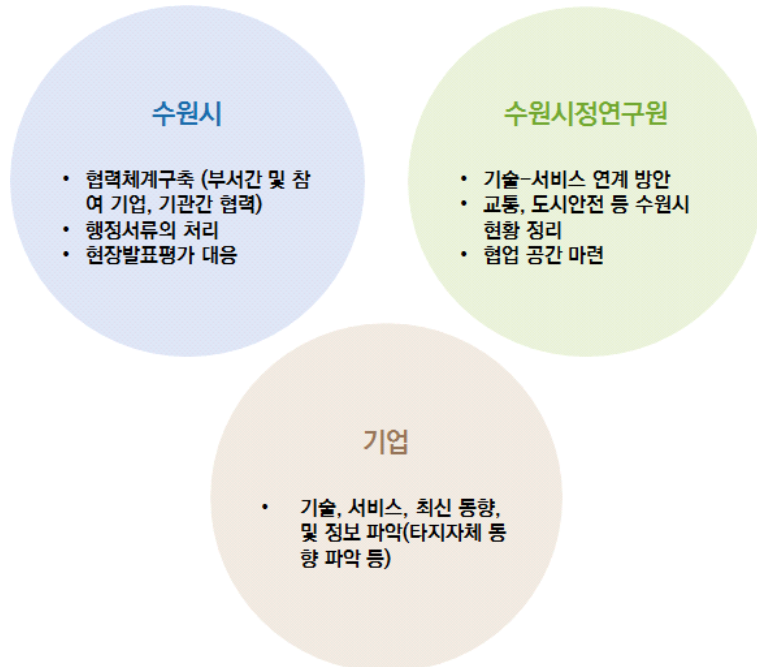 수원시
• 협력체계구축 (부서간 및 참
여 기업, 기관간 협력)
• 행정서류의 처리
• 현장발표평가 대응
수원시정연구원
• 기술-서비스 연계 방안
• 교통, 도시안전 등 수원시
현황 정리
• 협업 공간 마련
기업
• 기술, 서비스, 최신 동향,
및 정보 파악(타지자체 동
향 파악 등)